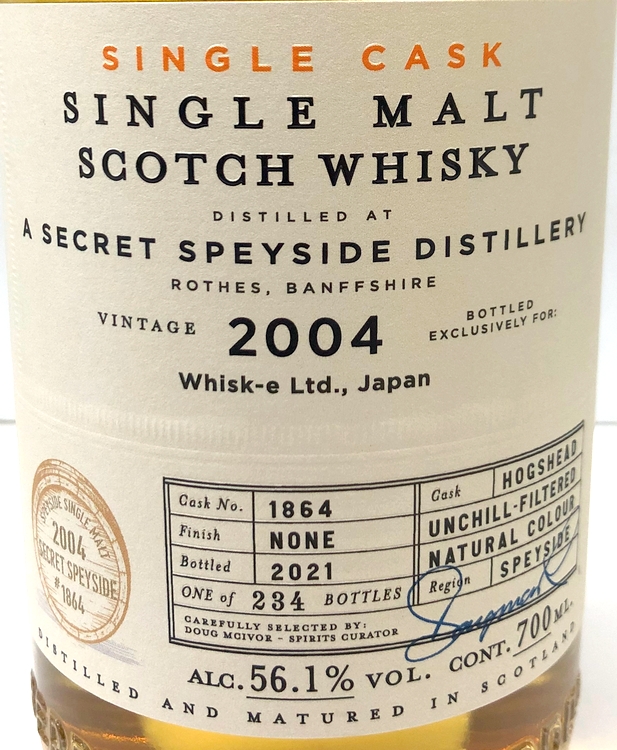 SINGLE CASK
SINGLE MALT
SCOTCH WHISKY
DISTILLED AT
A SECRET SPEYSIDE DISTILLERY
ROTHES, BANFFSHIRE
VINTAGE 2004 BOTTLED EXCLUSIVELY FOR:
Whisk-e Ltd., Japan
SPEYSIDE SINGLE MALT
2004
SECRET SPEYSIDE
#1864
Cask No. 1864
Finish NONE
Bottled 2021
ONE of 234 BOTTLES
CAREFULLY SELECTED BY:
DOUG MCIVOR – SPIRITS CURATOR
Cask HOGSHEAD
UNCHILL-FILTERED
NATURAL COLOUR
Region SPEYSIDE
ALC. 56.1% VOL. CONT. 700ML.
DISTILLED AND MATURED IN SCOTLAND